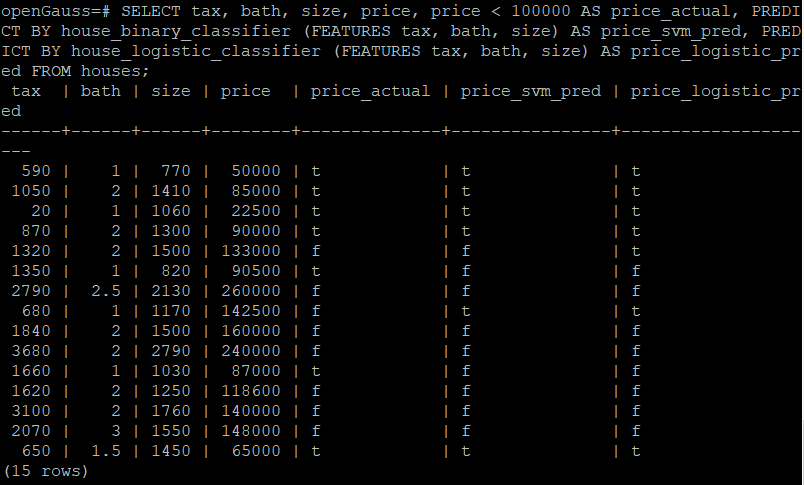 openGauss=# SELECT tax, bath, size, price, price < 100000 AS price_actual, PREDI
CT BY house_binary_classifier (FEATURES tax, bath, size) AS price_svm_pred, PRED
ICT BY house_logistic_classifier (FEATURES tax, bath, size) AS price_logistic_pr
ed FROM houses;
 tax  | bath | size | price  | price_actual | price_svm_pred | price_logistic_pr
ed
------+------+------+--------+--------------+----------------+------------------
---
  590 |    1 |  770 |  50000 | t            | t              | t
 1050 |    2 | 1410 |  85000 | t            | t              | t
   20 |    1 | 1060 |  22500 | t            | t              | t
  870 |    2 | 1300 |  90000 | t            | t              | t
 1320 |    2 | 1500 | 133000 | f            | f              | t
 1350 |    1 |  820 |  90500 | t            | f              | f
 2790 |  2.5 | 2130 | 260000 | f            | f              | f
  680 |    1 | 1170 | 142500 | f            | t              | t
 1840 |    2 | 1500 | 160000 | f            | f              | f
 3680 |    2 | 2790 | 240000 | f            | f              | f
 1660 |    1 | 1030 |  87000 | t            | f              | f
 1620 |    2 | 1250 | 118600 | f            | f              | f
 3100 |    2 | 1760 | 140000 | f            | f              | f
 2070 |    3 | 1550 | 148000 | f            | f              | f
  650 |  1.5 | 1450 |  65000 | t            | t              | t
(15 rows)